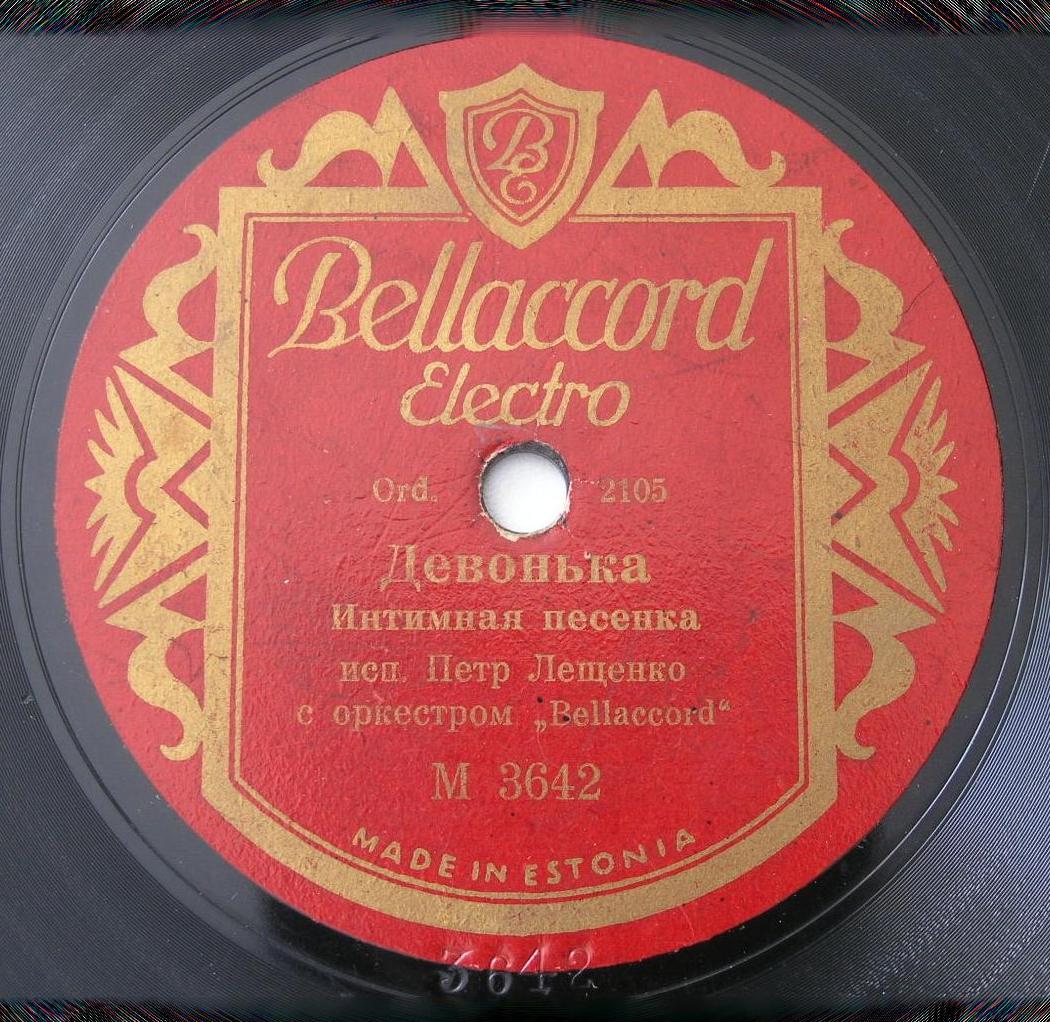 BE
Bellaccord
Electro
Ord. 2105
Девонька
Интимная песенка
исп. Петр Лещенко
с оркестром „Bellaccord“
М 3642
MADE IN ESTONIA
3642